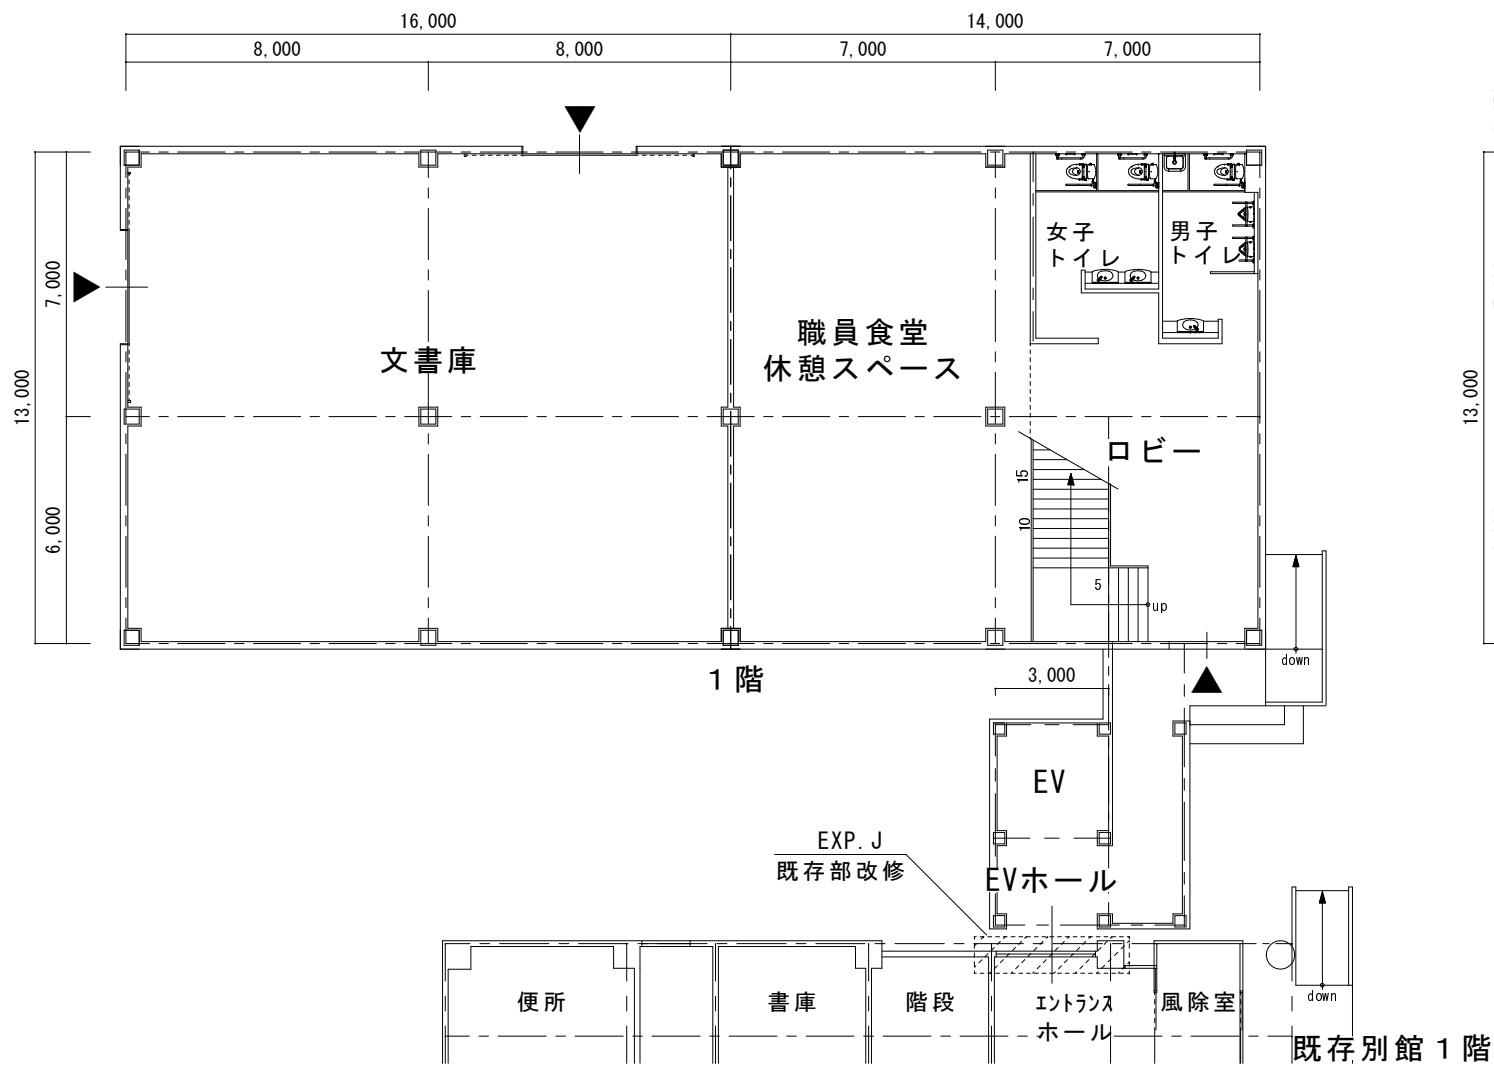 16,000
14,000
8,000
8,000
7,000
7,000
女子
トイレ
男子
トイレ
7,000
13,000
6,000
文書庫
職員食堂
休憩スペース
13,000
ロビー
15
10
5
up
down
1階
3,000
EV
EXP.J
既存部改修
EVホール
便所
書庫
階段
エントランス
ホール
風除室
down
既存別館1階